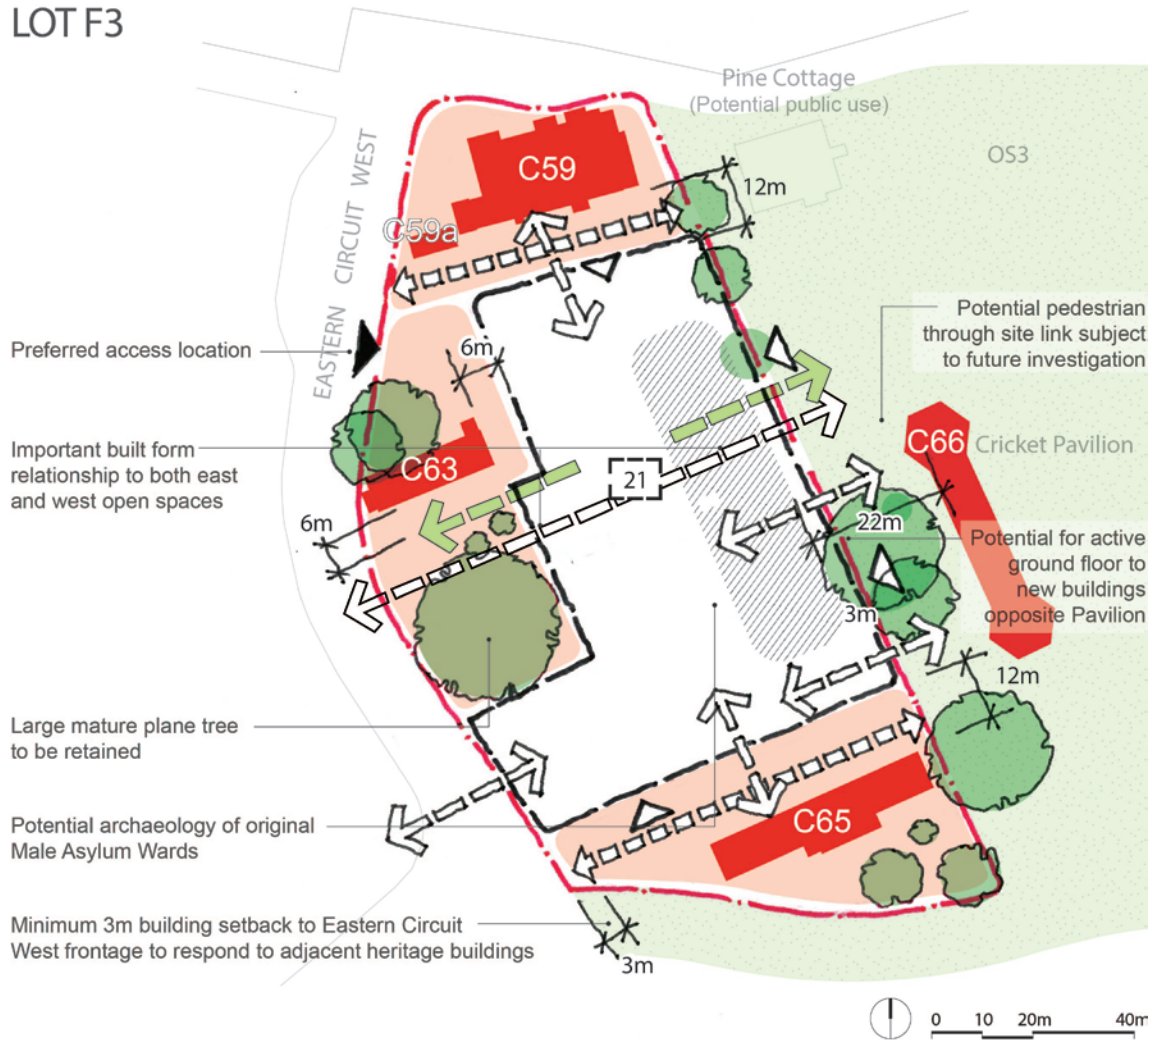 LOT F3
Pine Cottage
(Potential public use)
OS3
C59
12m
C59a
EASTERN CIRCUIT WEST
Potential pedestrian
through site link subject
to future investigation
Preferred access location
6m
C66
Cricket Pavilion
Important built form
relationship to both east
and west open spaces
C63
21
6m
22m
Potential for active
ground floor to
new buildings
opposite Pavilion
3m
12m
Large mature plane tree
to be retained
Potential archaeology of original
Male Asylum Wards
C65
Minimum 3m building setback to Eastern Circuit
West frontage to respond to adjacent heritage buildings
3m
0 10 20m 40m